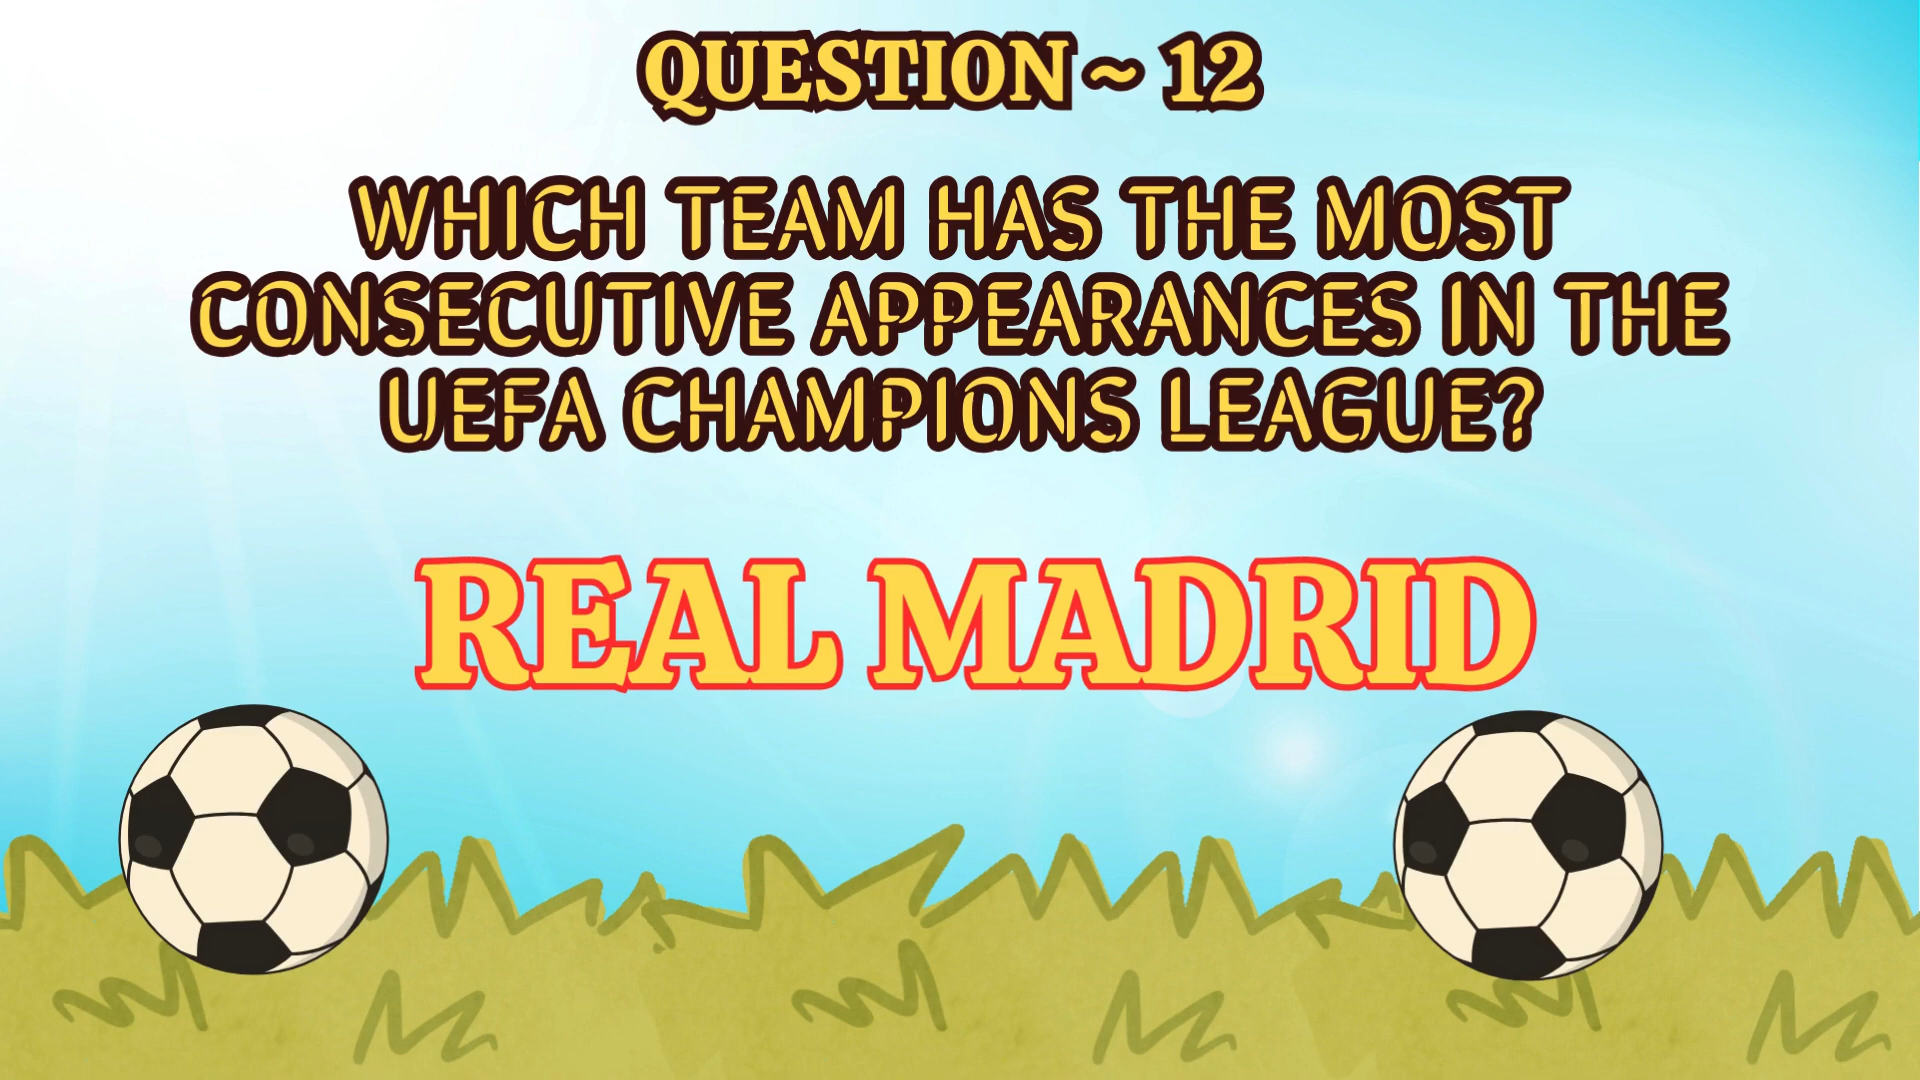 QUESTION ~ 12
WHICH TEAM HAS THE MOST
CONSECUTIVE APPEARANCES IN THE
UEFA CHAMPIONS LEAGUE?
REAL MADRID